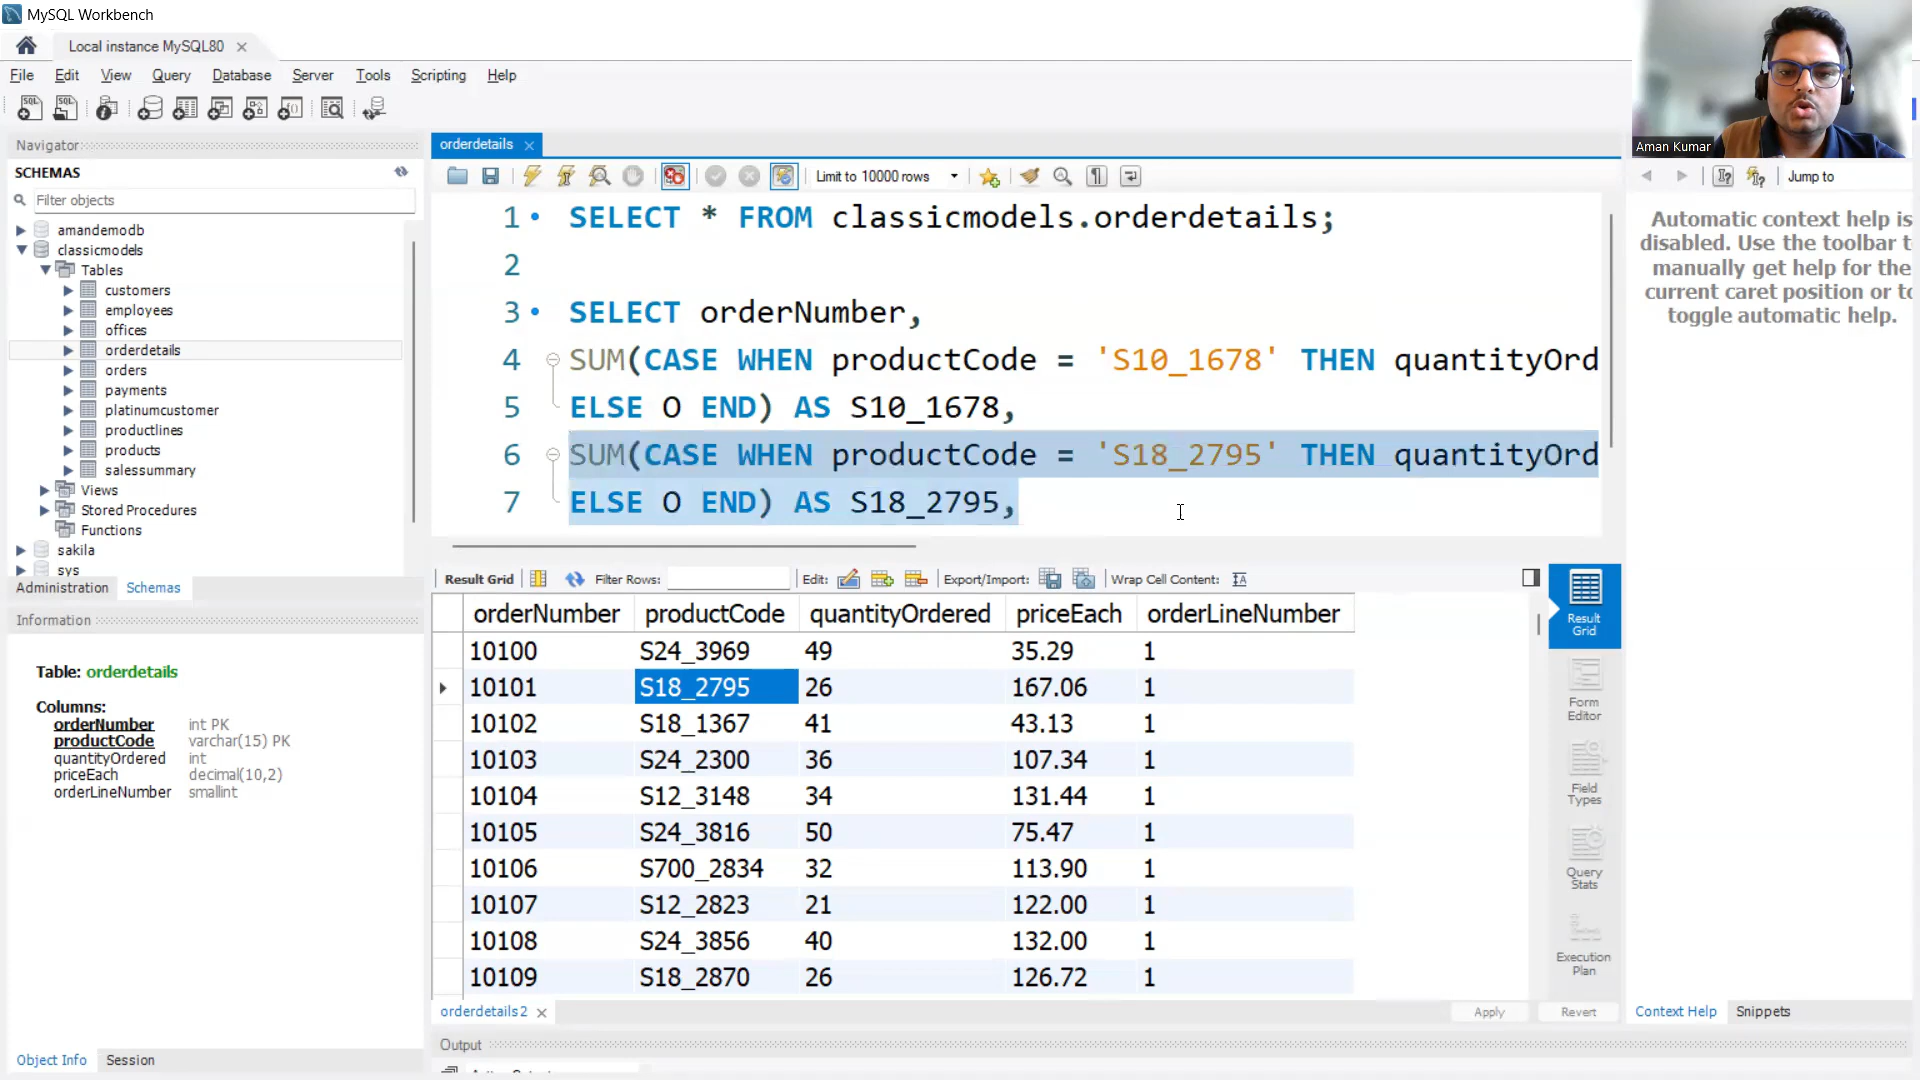 MySQL Workbench
Local instance MySQL80
File Edit View Query Database Server Tools Scripting Help
Aman Kumar
Navigator
SCHEMAS
Filter objects
amandemodb
classicmodels
Tables
customers
employees
offices
orderdetails
orders
payments
platinumcustomer
productlines
products
salessummary
Views
Stored Procedures
Functions
sakila
sys
Administration Schemas
Information
Table: orderdetails
Columns:
orderNumber int PK
productCode varchar(15) PK
quantityOrdered int
priceEach decimal(10,2)
orderLineNumber smallint
Object Info Session
orderdetails
Limit to 10000 rows
1 SELECT * FROM classicmodels.orderdetails;
2
3 SELECT orderNumber,
4 SUM(CASE WHEN productCode = 'S10_1678' THEN quantityOrd
5 ELSE O END) AS S10_1678,
6 SUM(CASE WHEN productCode = 'S18_2795' THEN quantityOrd
7 ELSE O END) AS S18_2795,
Result Grid Filter Rows: Edit: Export/Import: Wrap Cell Content:
orderNumber productCode quantityOrdered priceEach orderLineNumber
10100 S24_3969 49 35.29 1
10101 S18_2795 26 167.06 1
10102 S18_1367 41 43.13 1
10103 S24_2300 36 107.34 1
10104 S12_3148 34 131.44 1
10105 S24_3816 50 75.47 1
10106 S700_2834 32 113.90 1
10107 S12_2823 21 122.00 1
10108 S24_3856 40 132.00 1
10109 S18_2870 26 126.72 1
orderdetails2
Apply Revert
Output
Result
Grid
Form
Editor
Field
Types
Query
Stats
Execution
Plan
Jump to
Automatic context help is
disabled. Use the toolbar t
manually get help for the
current caret position or to
toggle automatic help.
Context Help Snippets